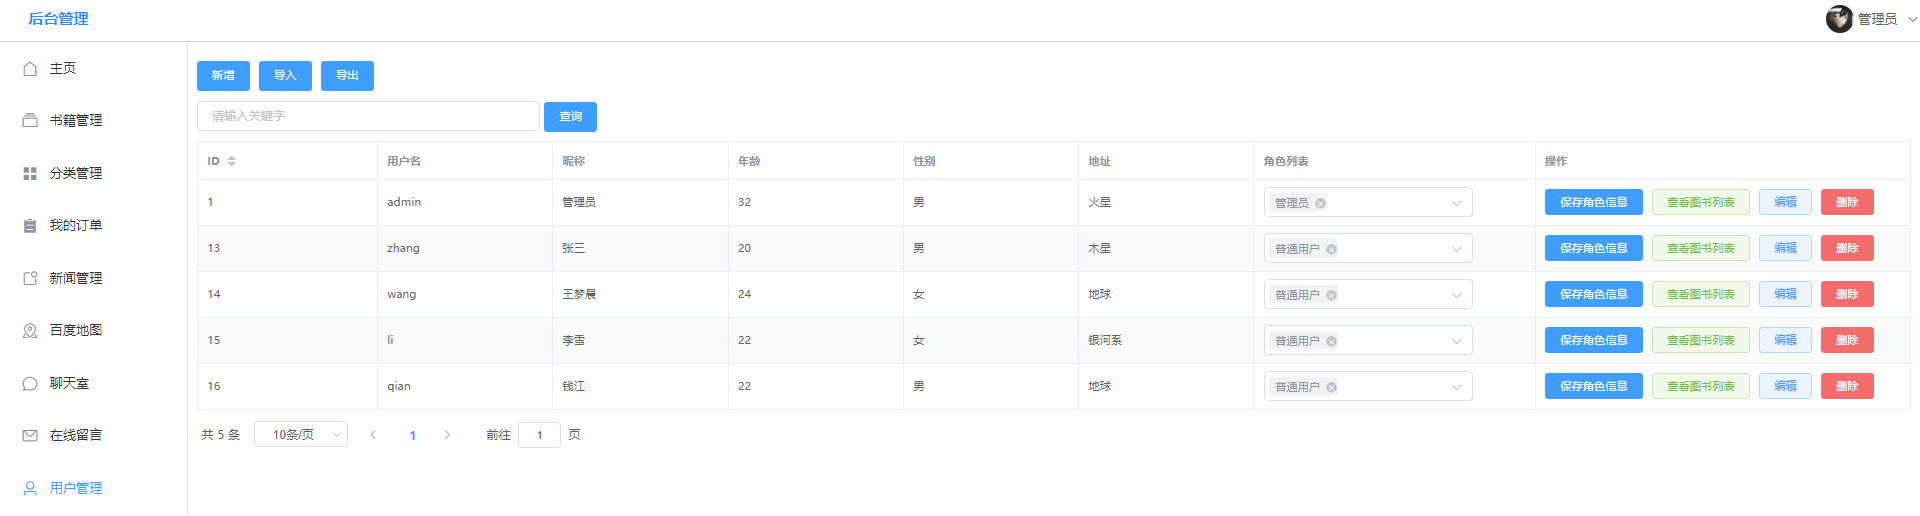 后台管理
管理员
主页
书籍管理
分类管理
我的订单
新闻管理
百度地图
聊天室
在线留言
用户管理
新增 导入 导出
请输入关键字 查询
ID 用户名 昵称 年龄 性别 地址 角色列表 操作
1 admin 管理员 32 男 火星 管理员 保存角色信息 查看图书列表 编辑 删除
13 zhang 张三 20 男 木星 普通用户 保存角色信息 查看图书列表 编辑 删除
14 wang 王梦晨 24 女 地球 普通用户 保存角色信息 查看图书列表 编辑 删除
15 li 李雪 22 女 银河系 普通用户 保存角色信息 查看图书列表 编辑 删除
16 qian 钱江 22 男 地球 普通用户 保存角色信息 查看图书列表 编辑 删除
共 5 条 10条/页 1 前往 1 页